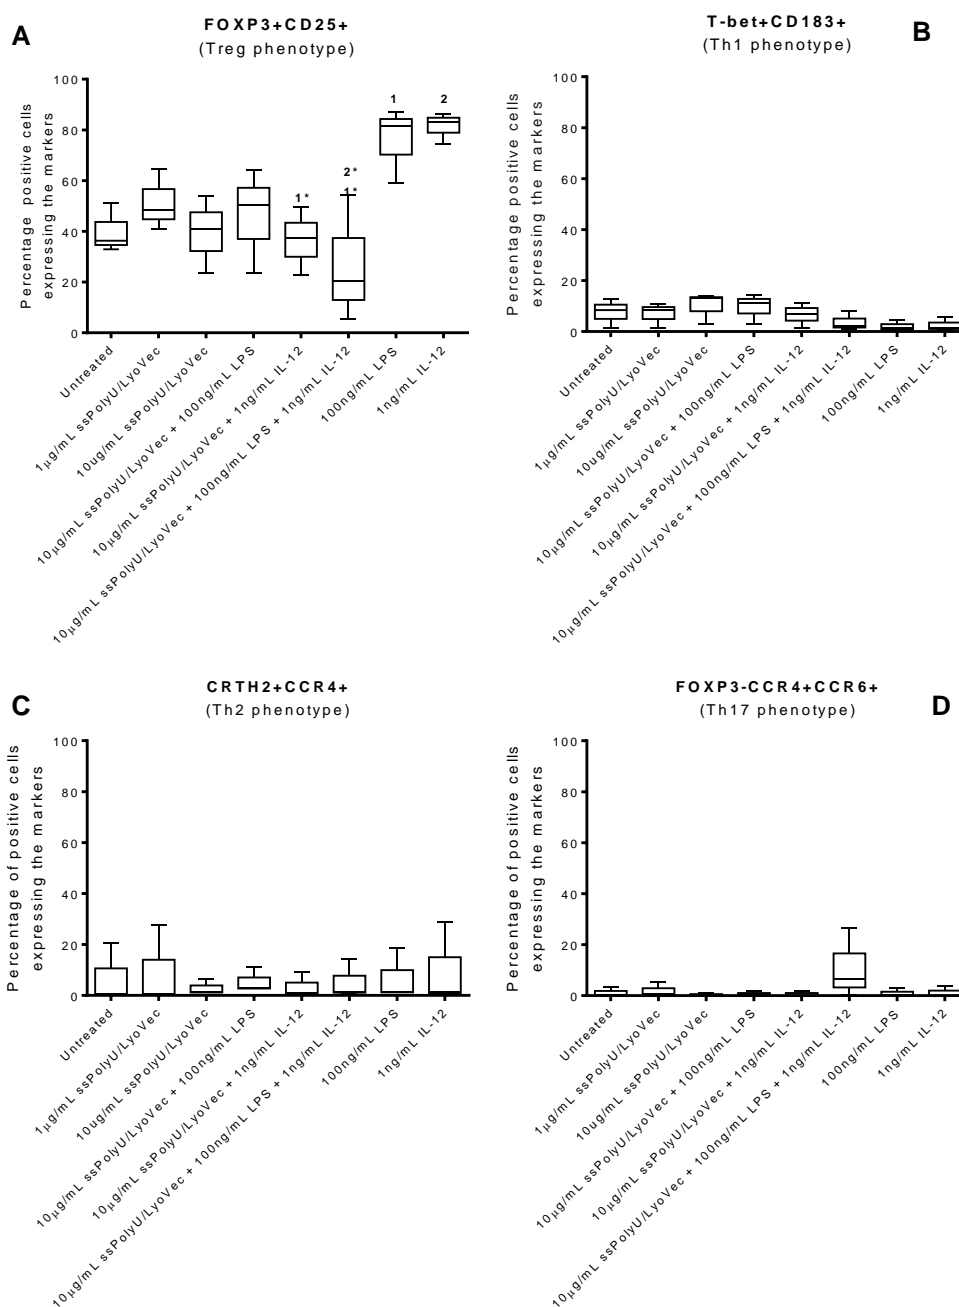 A
FOXP3+CD25+
(Treg phenotype)
Percentage positive cells
expressing the markers
100
80
60
40
20
0
1*
2*
1*
1
2
Untreated
1µg/mL ssPolyU/LyoVec
10ug/mL ssPolyU/LyoVec
10µg/mL ssPolyU/LyoVec + 100ng/mL LPS
10µg/mL ssPolyU/LyoVec + 1ng/mL IL-12
10µg/mL ssPolyU/LyoVec + 100ng/mL LPS + 1ng/mL IL-12
100ng/mL LPS
1ng/mL IL-12
B
T-bet+CD183+
(Th1 phenotype)
Percentage positive cells
expressing the markers
100
80
60
40
20
0
Untreated
1µg/mL ssPolyU/LyoVec
10ug/mL ssPolyU/LyoVec
10µg/mL ssPolyU/LyoVec + 100ng/mL LPS
10µg/mL ssPolyU/LyoVec + 1ng/mL IL-12
10µg/mL ssPolyU/LyoVec + 100ng/mL LPS + 1ng/mL IL-12
100ng/mL LPS
1ng/mL IL-12
C
CRTH2+CCR4+
(Th2 phenotype)
Percentage of positive cells
expressing the markers
100
80
60
40
20
0
Untreated
1µg/mL ssPolyU/LyoVec
10ug/mL ssPolyU/LyoVec
10µg/mL ssPolyU/LyoVec + 100ng/mL LPS
10µg/mL ssPolyU/LyoVec + 1ng/mL IL-12
10µg/mL ssPolyU/LyoVec + 100ng/mL LPS + 1ng/mL IL-12
100ng/mL LPS
1ng/mL IL-12
D
FOXP3-CCR4+CCR6+
(Th17 phenotype)
Percentage of positive cells
expressing the markers
100
80
60
40
20
0
Untreated
1µg/mL ssPolyU/LyoVec
10ug/mL ssPolyU/LyoVec
10µg/mL ssPolyU/LyoVec + 100ng/mL LPS
10µg/mL ssPolyU/LyoVec + 1ng/mL IL-12
10µg/mL ssPolyU/LyoVec + 100ng/mL LPS + 1ng/mL IL-12
100ng/mL LPS
1ng/mL IL-12